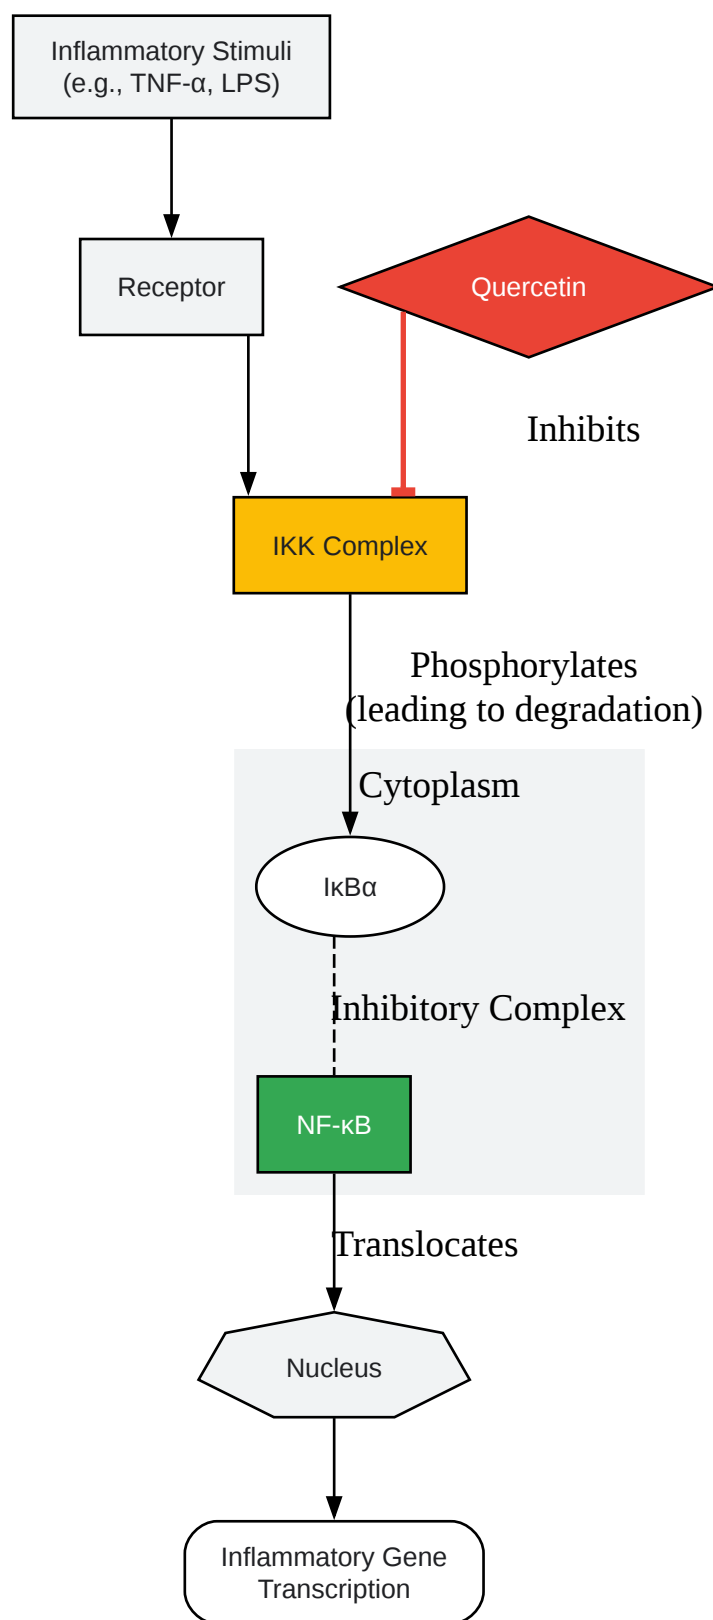 Inflammatory Stimuli
(e.g., TNF-α, LPS)
Receptor
Quercetin
Inhibits
IKK Complex
Phosphorylates
(leading to degradation)
Cytoplasm
IκBα
Inhibitory Complex
NF-κB
Translocates
Nucleus
Inflammatory Gene
Transcription